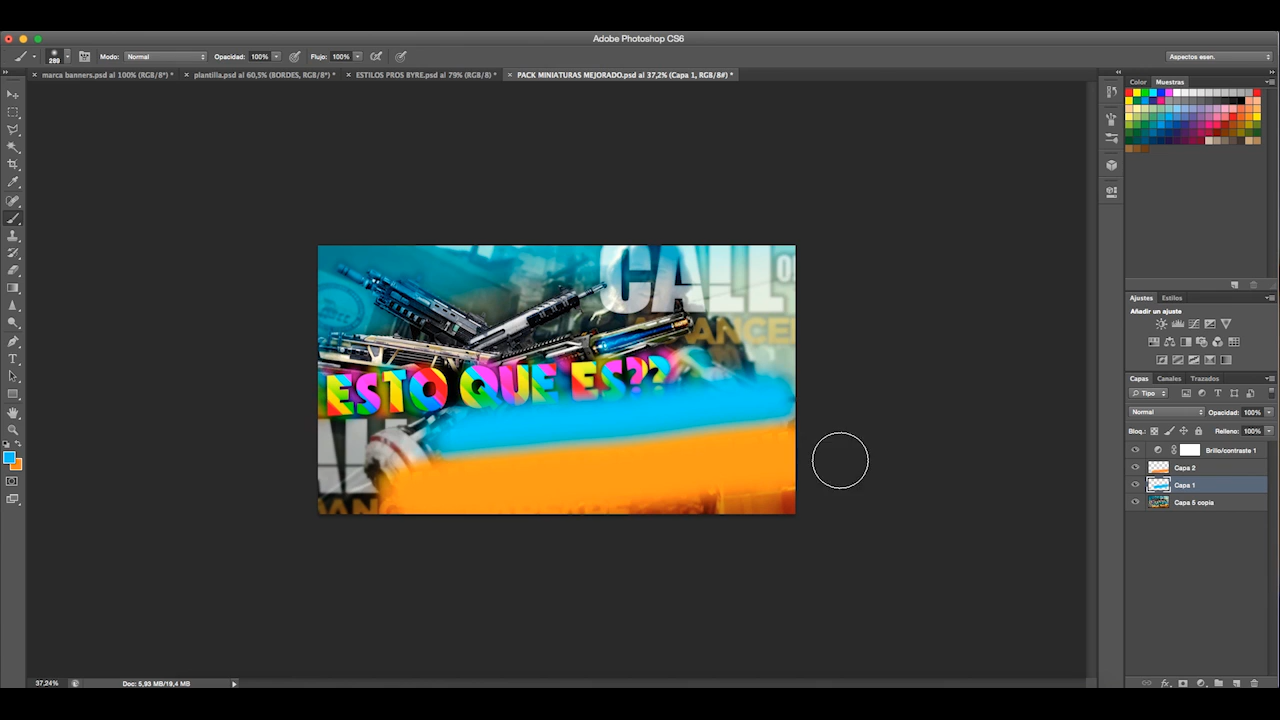 Adobe Photoshop CS6
289 Modo: Normal Opacidad: 100% Flujo: 100% Aspectos esen.
marca banners.psd al 100% (RGB/8*) * plantilla.psd al 60,5% (BORDES, RGB/8*) * ESTILOS PROS BYRE.psd al 79% (RGB/8) * PACK MINIATURAS MEJORADO.psd al 37,2% (Capa 1, RGB/8#) *
Color Muestras
CALL
ESTO QUE ES??
Ajustes Estilos
Añadir un ajuste
Capas Canales Trazados
Tipo
Normal Opacidad: 100%
Bloq.: Relleno: 100%
Brillo/contraste 1
Capa 2
Capa 1
Capa 5 copia
37,24% Doc: 5,93 MB/19,4 MB